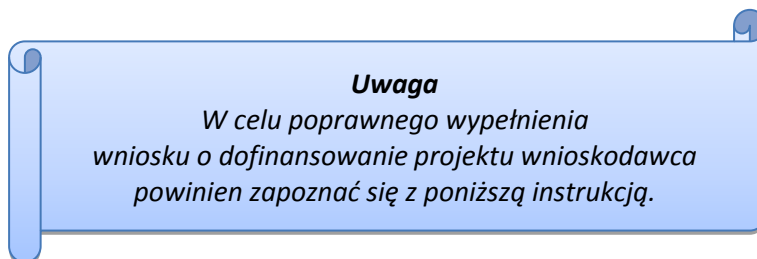 Uwaga
W celu poprawnego wypełnienia
wniosku o dofinansowanie projektu wnioskodawca
powinien zapoznać się z poniższą instrukcją.